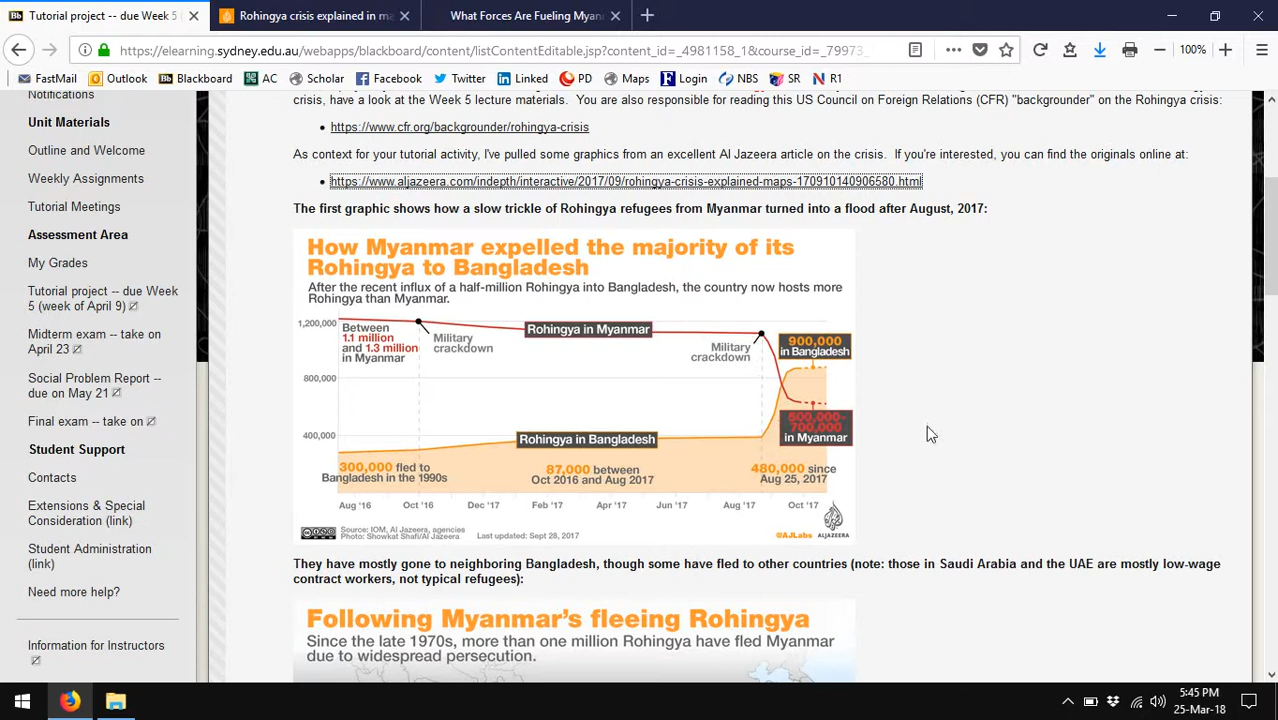 Tutorial project -- due Week 5 (
Rohingya crisis explained in ma
What Forces Are Fueling Myanm
https://elearning.sydney.edu.au/webapps/blackboard/content/listContentEditable.jsp?content_id=_4981158_1&course_id=_79973_
100%
FastMail
Outlook
Blackboard
AC
Scholar
Facebook
Twitter
Linked
PD
Maps
Login
NBS
SR
R1
Notifications
Unit Materials
Outline and Welcome
Weekly Assignments
Tutorial Meetings
Assessment Area
My Grades
Tutorial project -- due Week
5 (week of April 9)
Midterm exam -- take on
April 23
Social Problem Report --
due on May 21
Final exam -- take on
Student Support
Contacts
Extensions & Special
Consideration (link)
Student Administration
(link)
Need more help?
Information for Instructors
crisis, have a look at the Week 5 lecture materials.  You are also responsible for reading this US Council on Foreign Relations (CFR) "backgrounder" on the Rohingya crisis:
https://www.cfr.org/backgrounder/rohingya-crisis
As context for your tutorial activity, I've pulled some graphics from an excellent Al Jazeera article on the crisis.  If you're interested, you can find the originals online at:
https://www.aljazeera.com/indepth/interactive/2017/09/rohingya-crisis-explained-maps-170910140906580.html
The first graphic shows how a slow trickle of Rohingya refugees from Myanmar turned into a flood after August, 2017:
How Myanmar expelled the majority of its
Rohingya to Bangladesh
After the recent influx of a half-million Rohingya into Bangladesh, the country now hosts more
Rohingya than Myanmar.
1,200,000
800,000
400,000
Between
1.1 million
and 1.3 million
in Myanmar
Military
crackdown
Rohingya in Myanmar
Military
crackdown
900,000
in Bangladesh
500,000-
700,000
in Myanmar
Rohingya in Bangladesh
300,000 fled to
Bangladesh in the 1990s
87,000 between
Oct 2016 and Aug 2017
480,000 since
Aug 25, 2017
Aug '16
Oct '16
Dec '17
Feb '17
Apr '17
Jun '17
Aug '17
Oct '17
Source: IOM, Al Jazeera, agencies
Photo: Showkat Shafi/Al Jazeera
Last updated: Sept 28, 2017
@AJLabs
ALJAZEERA
They have mostly gone to neighboring Bangladesh, though some have fled to other countries (note: those in Saudi Arabia and the UAE are mostly low-wage
contract workers, not typical refugees):
Following Myanmar's fleeing Rohingya
Since the late 1970s, more than one million Rohingya have fled Myanmar
due to widespread persecution.
5:45 PM
25-Mar-18